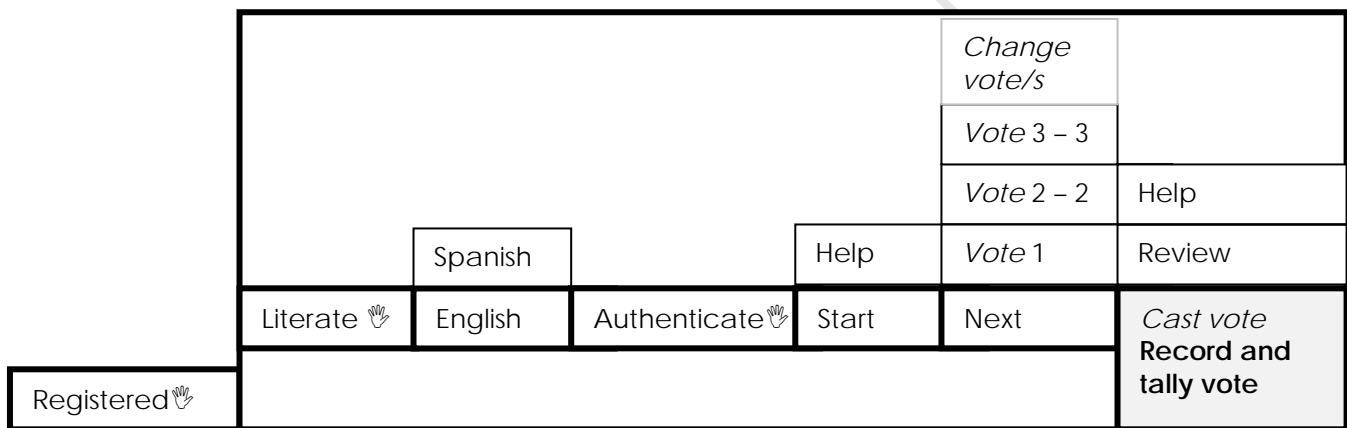 Change
vote/s
Vote 3 – 3
Vote 2 – 2 Help
Spanish Help Vote 1 Review
Literate 🖑 English Authenticate 🖑 Start Next Cast vote
Record and
tally vote
Registered 🖑